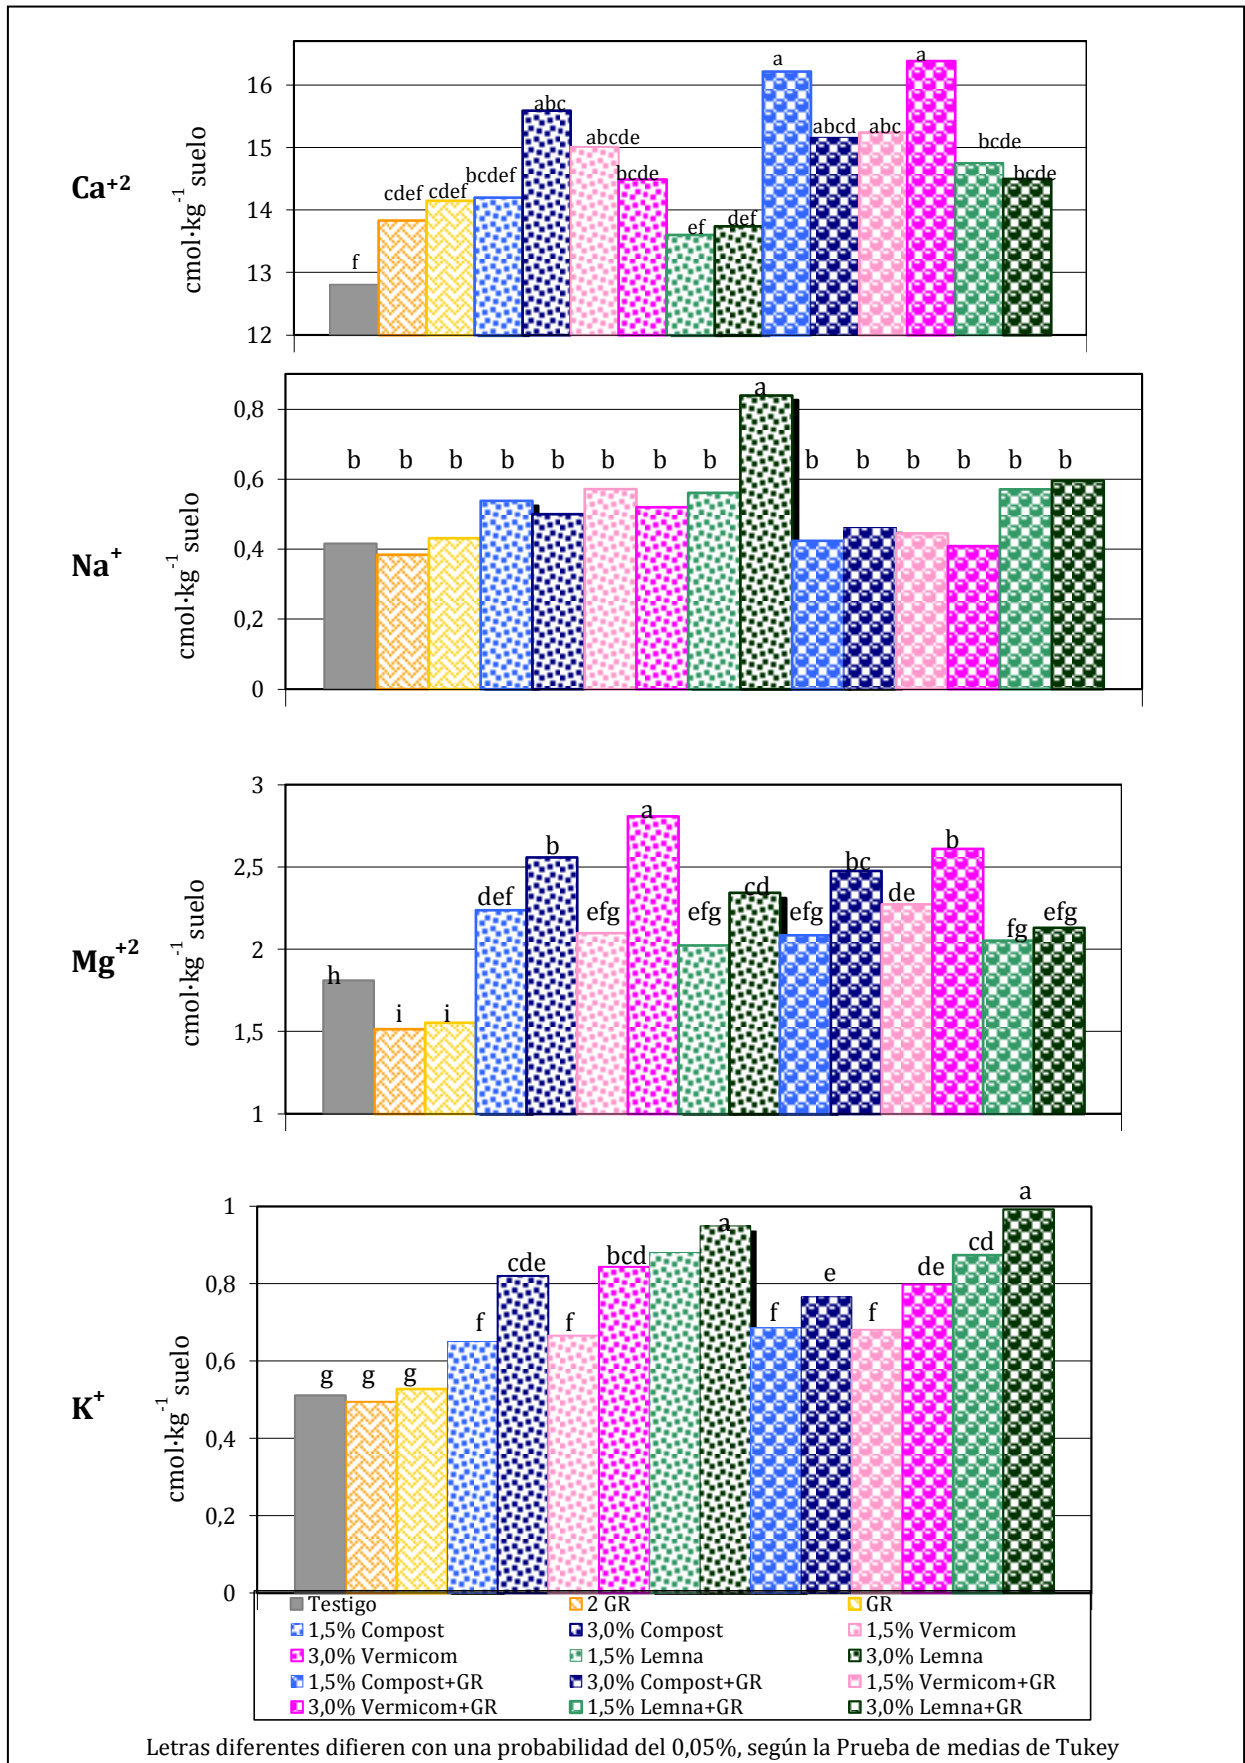 a
a
16
abc
abcd
abc
abcde
15
bcde
bcdef
bcde
bcde
cdef
cdef
14
ef
def
f
13
12
Ca+2
cmol·kg-1 suelo
a
0,8
b b b b b b b b b b b b b b
0,6
0,4
0,2
0
Na+
cmol·kg-1 suelo
3
a
b
b
bc
2,5
cd
def
de
efg
efg
efg
efg
fg
2
h
i
i
1,5
1
Mg+2
cmol·kg-1 suelo
a
1
a
cde
bcd
e
de
cd
0,8
f
f
f
f
0,6
g
g
g
0,4
0,2
0
K+
cmol·kg-1 suelo
Testigo 2 GR GR
1,5% Compost 3,0% Compost 1,5% Vermicom
3,0% Vermicom 1,5% Lemna 3,0% Lemna
1,5% Compost+GR 3,0% Compost+GR 1,5% Vermicom+GR
3,0% Vermicom+GR 1,5% Lemna+GR 3,0% Lemna+GR
Letras diferentes difieren con una probabilidad del 0,05%, según la Prueba de medias de Tukey